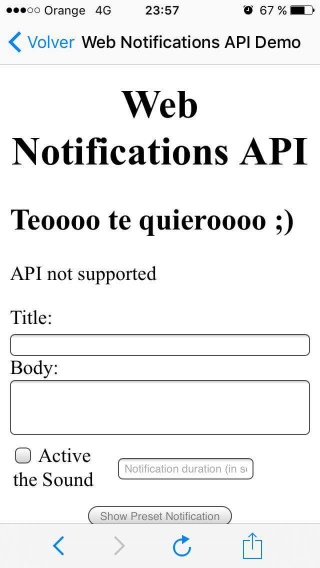 Orange 4G 23:57 67 %
Volver Web Notifications API Demo
Web
Notifications API
Teoooo te quieroooo ;)
API not supported
Title:
Body:
Active
the Sound
Notification duration (in s
Show Preset Notification